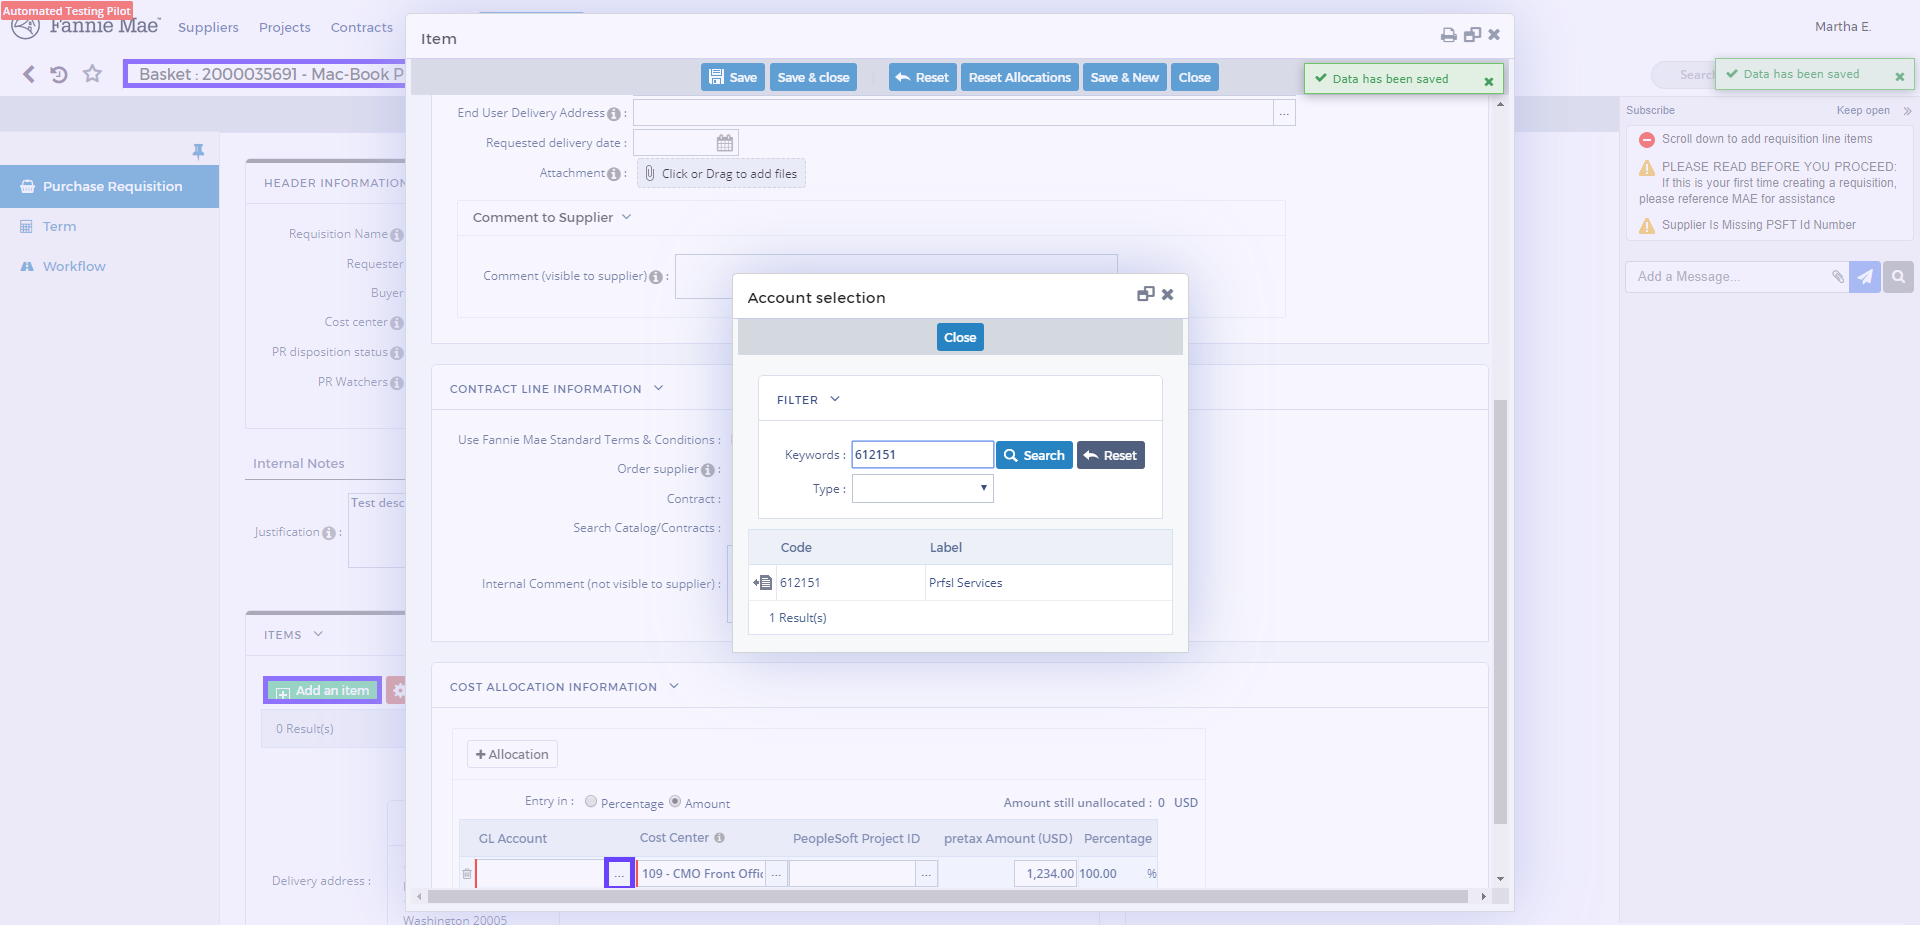 Automated Testing Pilot
Fannie Mae
Suppliers
Projects
Contracts
Martha E.
Basket : 2000035691 - Mac-Book P
Search
Data has been saved
Purchase Requisition
Term
Workflow
HEADER INFORMATION
Requisition Name
Requester
Buyer
Cost center
PR disposition status
PR Watchers
Internal Notes
Test desc
Justification :
ITEMS
Add an item
0 Result(s)
Delivery address :
Washington 20005
Item
Save
Save & close
Reset
Reset Allocations
Save & New
Close
Data has been saved
End User Delivery Address :
...
Requested delivery date :
Attachment :
Click or Drag to add files
Comment to Supplier
Comment (visible to supplier) :
CONTRACT LINE INFORMATION
Use Fannie Mae Standard Terms & Conditions :
Order supplier :
Contract :
Search Catalog/Contracts :
Internal Comment (not visible to supplier) :
COST ALLOCATION INFORMATION
+ Allocation
Entry in : Percentage Amount
Amount still unallocated : 0 USD
GL Account
Cost Center
PeopleSoft Project ID
pretax Amount (USD)
Percentage
...
109 - CMO Front Offi
...
...
1,234.00
100.00
%
Account selection
Close
FILTER
Keywords :
612151
Search
Reset
Type :
Code
Label
612151
Prfsl Services
1 Result(s)
Subscribe
Keep open
Scroll down to add requisition line items
PLEASE READ BEFORE YOU PROCEED:
If this is your first time creating a requisition,
please reference MAE for assistance
Supplier Is Missing PSFT Id Number
Add a Message...